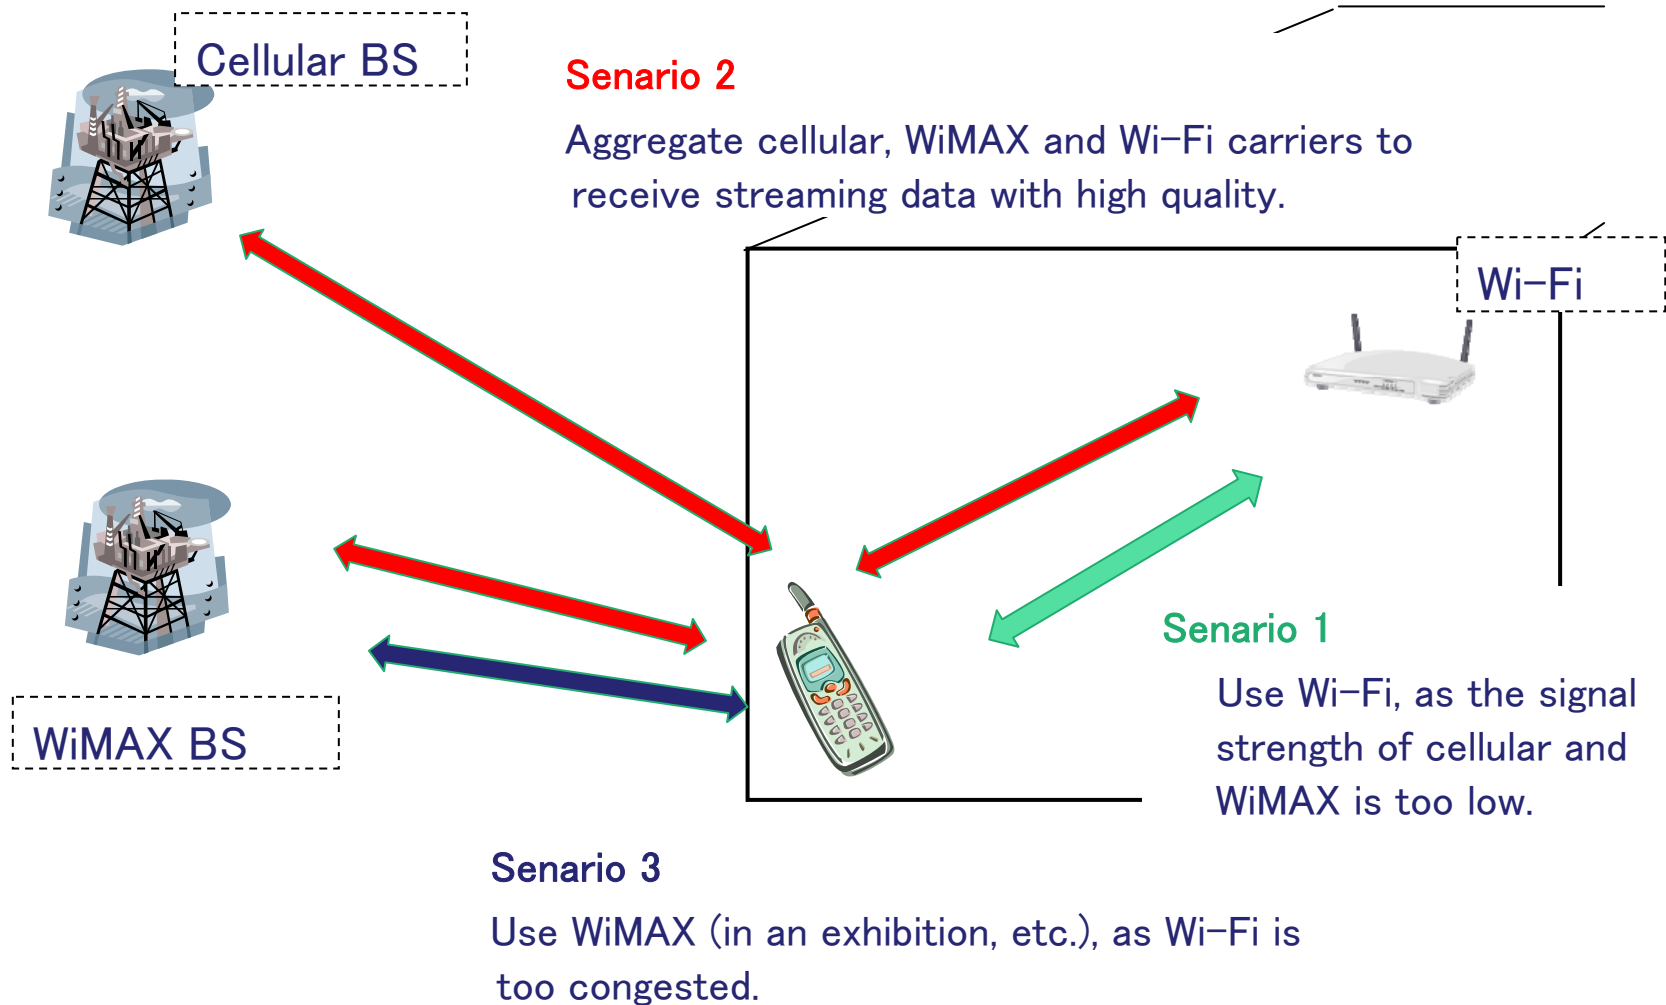 Cellular BS
Senario 2
Aggregate cellular, WiMAX and Wi-Fi carriers to
receive streaming data with high quality.
Wi-Fi
Senario 1
Use Wi-Fi, as the signal
strength of cellular and
WiMAX is too low.
WiMAX BS
Senario 3
Use WiMAX (in an exhibition, etc.), as Wi-Fi is
too congested.